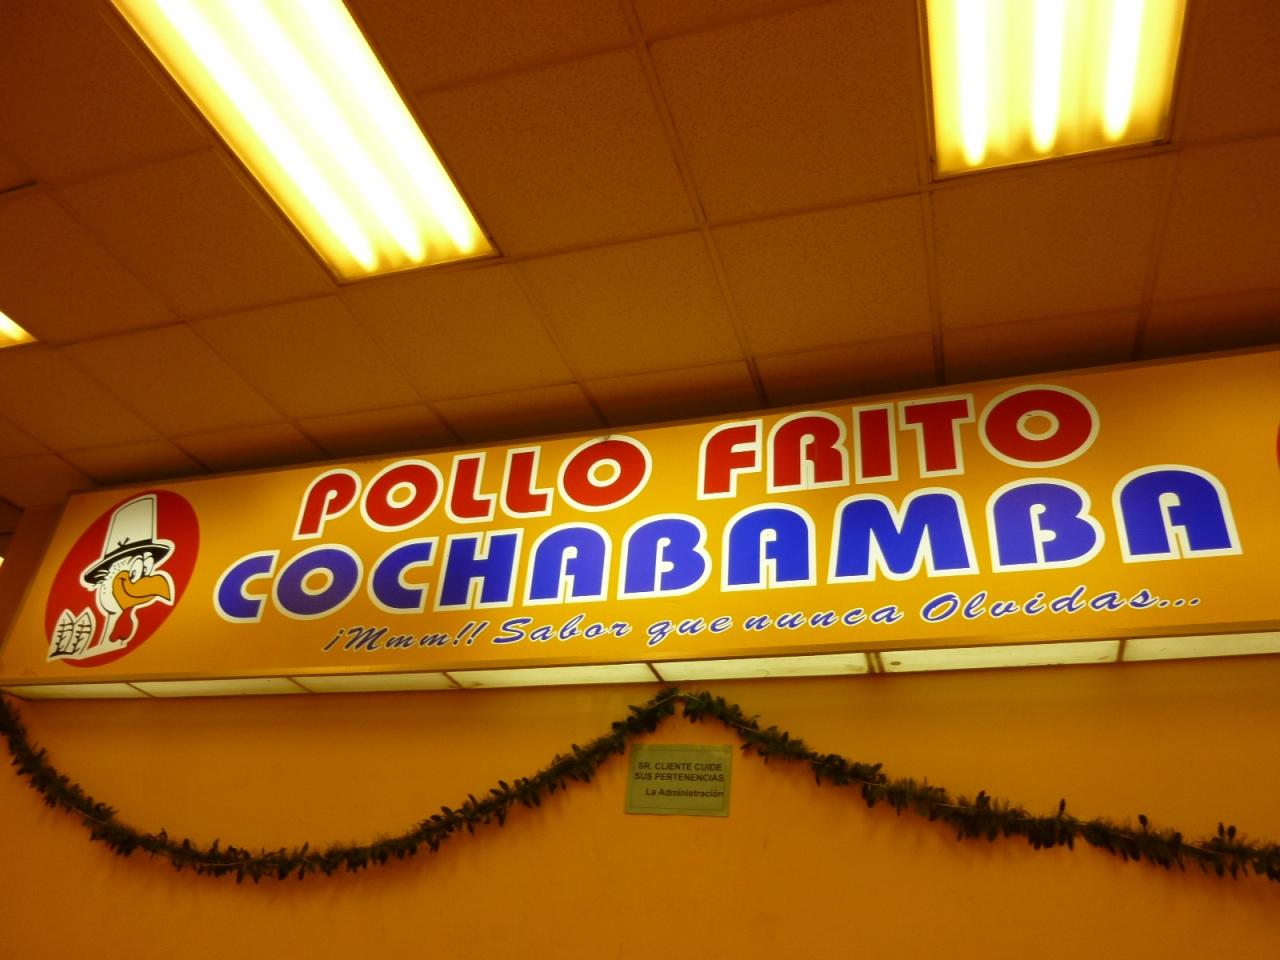 POLLO FRITO
COCHABAMBA
¡Mmm!! Sabor que nunca Olvidas...
SR. CLIENTE CUIDE
SUS PERTENENCIAS
La Administración